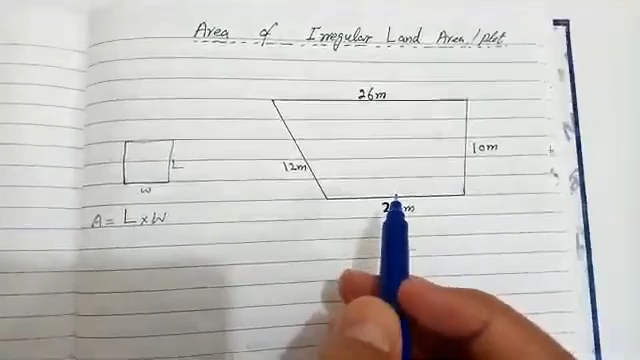 Area of Irregular Land Area/plot
26m
10m
12m
L
W
A = L x W